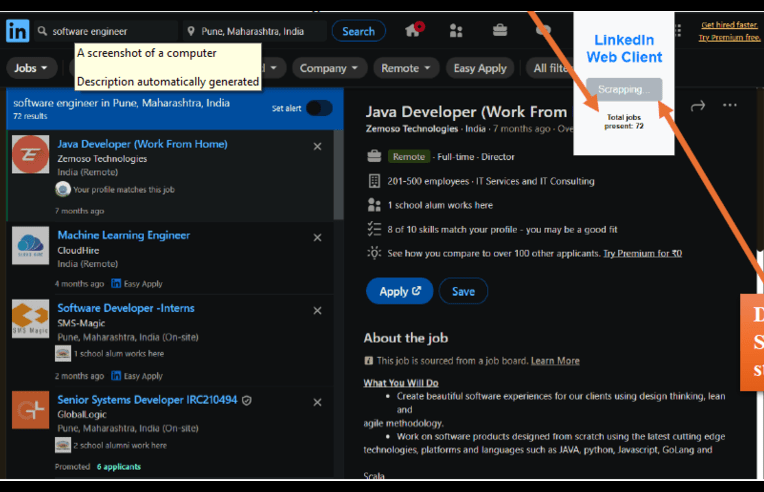 in
software engineer
Pune, Maharashtra, India
Search
Get hired faster.
Try Premium free.
A screenshot of a computer
Description automatically generated
Jobs
Company
Remote
Easy Apply
All filte
LinkedIn
Web Client
Scrapping...
Total jobs
present: 72
software engineer in Pune, Maharashtra, India
72 results
Set alert
Java Developer (Work From Home)
Zemoso Technologies
India (Remote)
Your profile matches this job
7 months ago
Machine Learning Engineer
CloudHire
India (Remote)
4 months ago in Easy Apply
SMS Magic
Software Developer -Interns
SMS-Magic
Pune, Maharashtra, India (On-site)
1 school alum works here
2 months ago in Easy Apply
Senior Systems Developer IRC210494
GlobalLogic
Pune, Maharashtra, India (On-site)
2 school alumni work here
Promoted 6 applicants
Java Developer (Work From
Zemoso Technologies · India · 7 months ago · Ove
Remote · Full-time · Director
201-500 employees · IT Services and IT Consulting
1 school alum works here
8 of 10 skills match your profile - you may be a good fit
See how you compare to over 100 other applicants. Try Premium for ₹0
Apply
Save
About the job
This job is sourced from a job board. Learn More
What You Will Do
• Create beautiful software experiences for our clients using design thinking, lean
and
agile methodology.
• Work on software products designed from scratch using the latest cutting edge
technologies, platforms and languages such as JAVA, python, Javascript, GoLang and
Scala
D
S